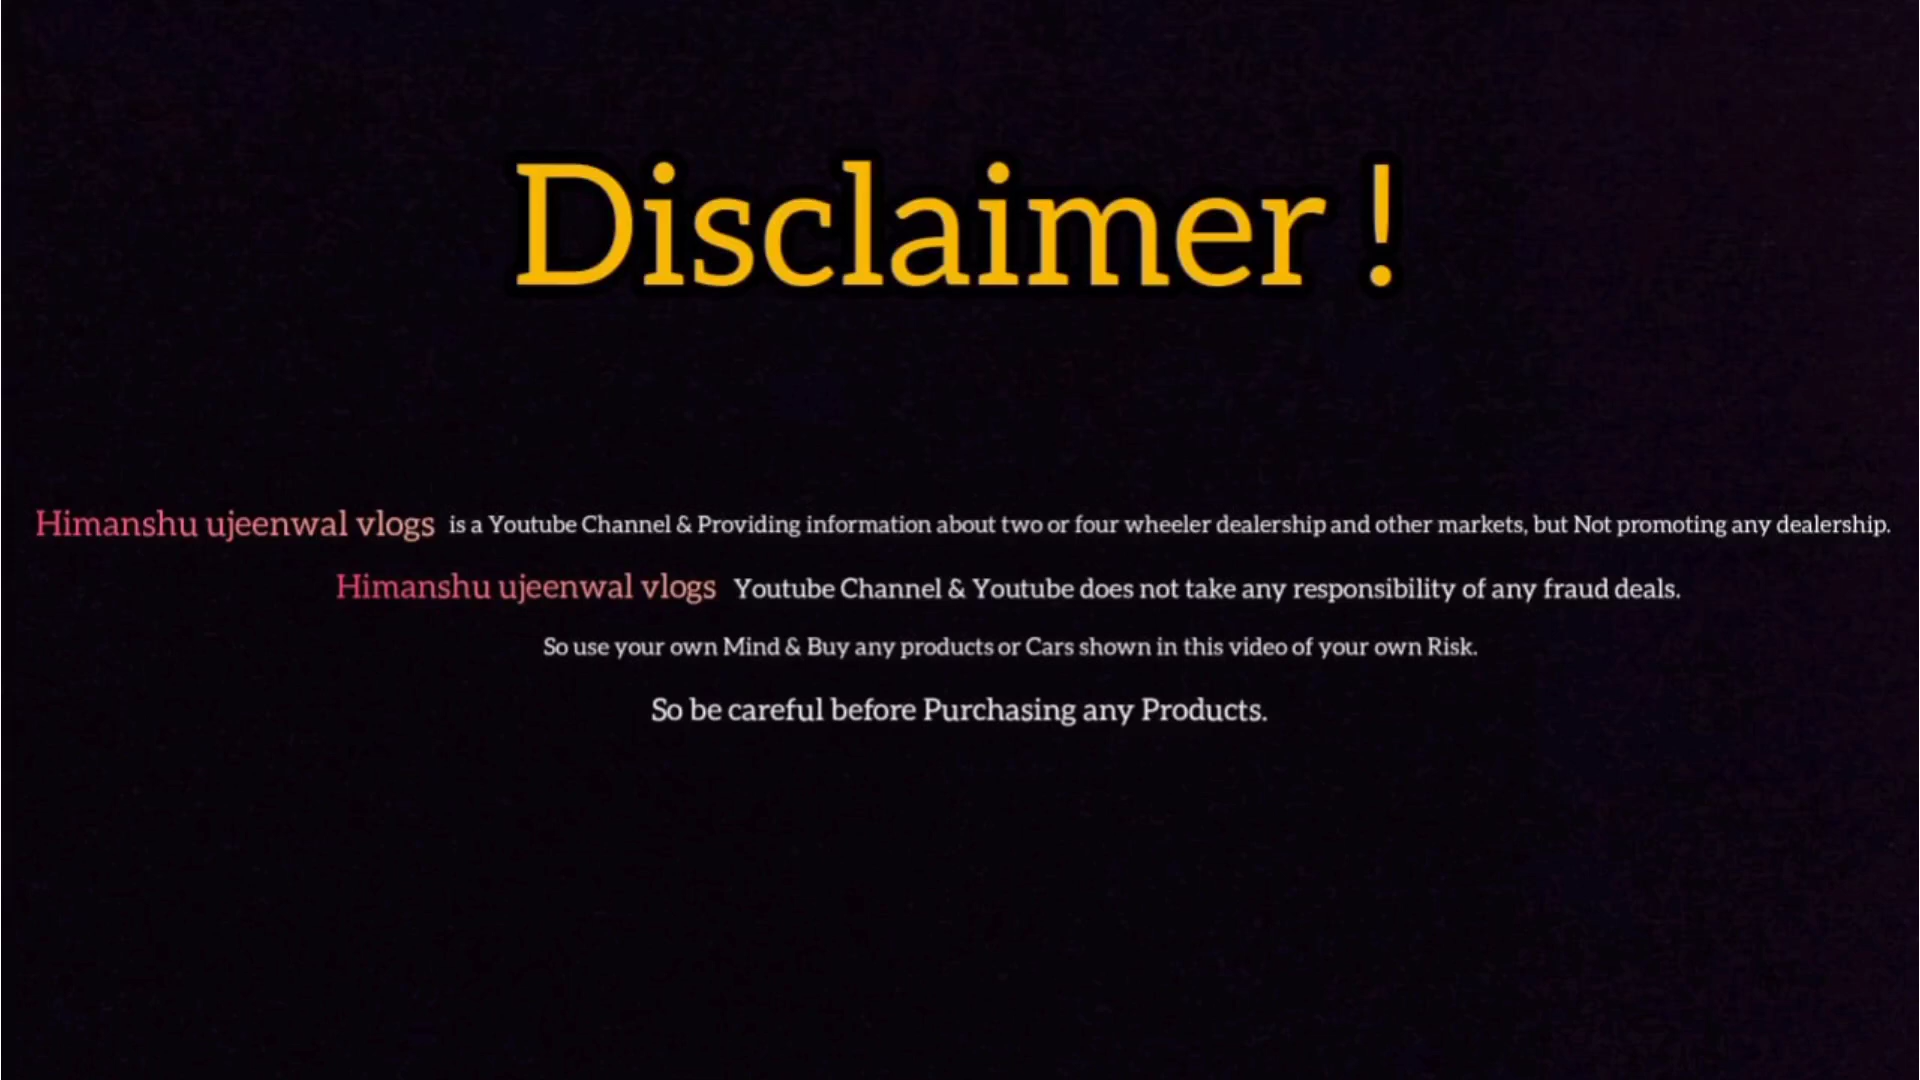 Disclaimer !
Himanshu ujeenwal vlogs is a Youtube Channel & Providing information about two or four wheeler dealership and other markets, but Not promoting any dealership.
Himanshu ujeenwal vlogs Youtube Channel & Youtube does not take any responsibility of any fraud deals.
So use your own Mind & Buy any products or Cars shown in this video of your own Risk.
So be careful before Purchasing any Products.